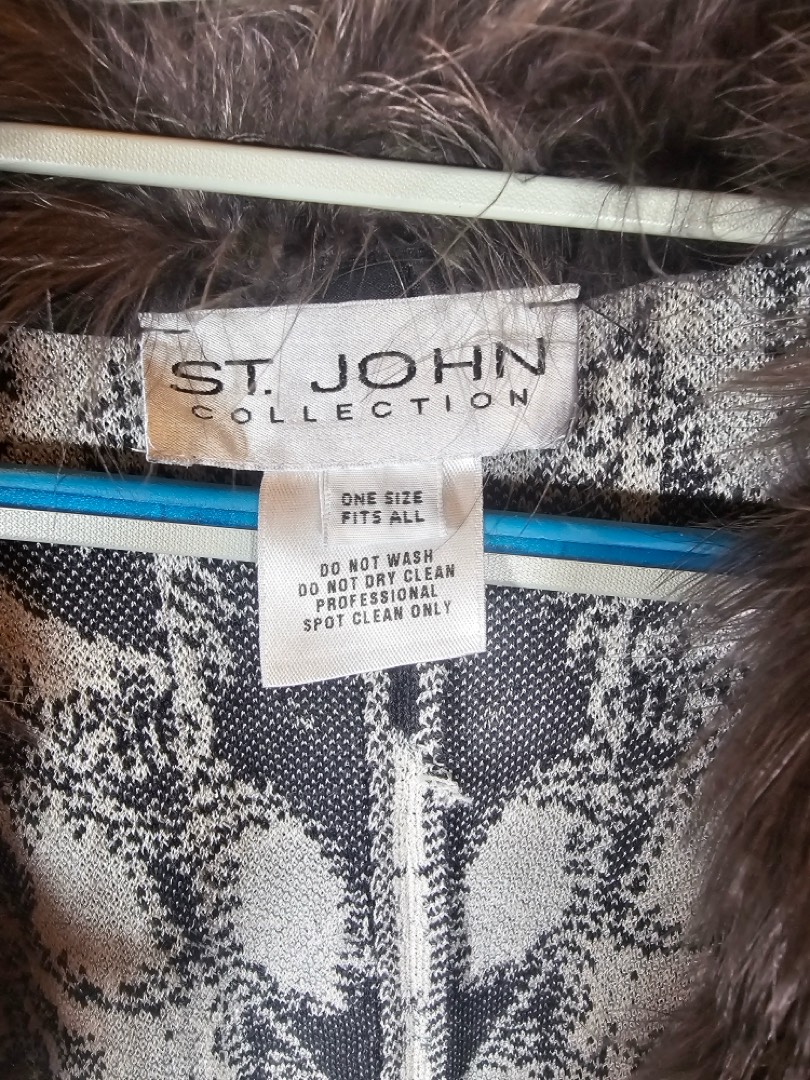 ST. JOHN
COLLECTION
ONE SIZE
FITS ALL
DO NOT WASH
DO NOT DRY CLEAN
PROFESSIONAL
SPOT CLEAN ONLY